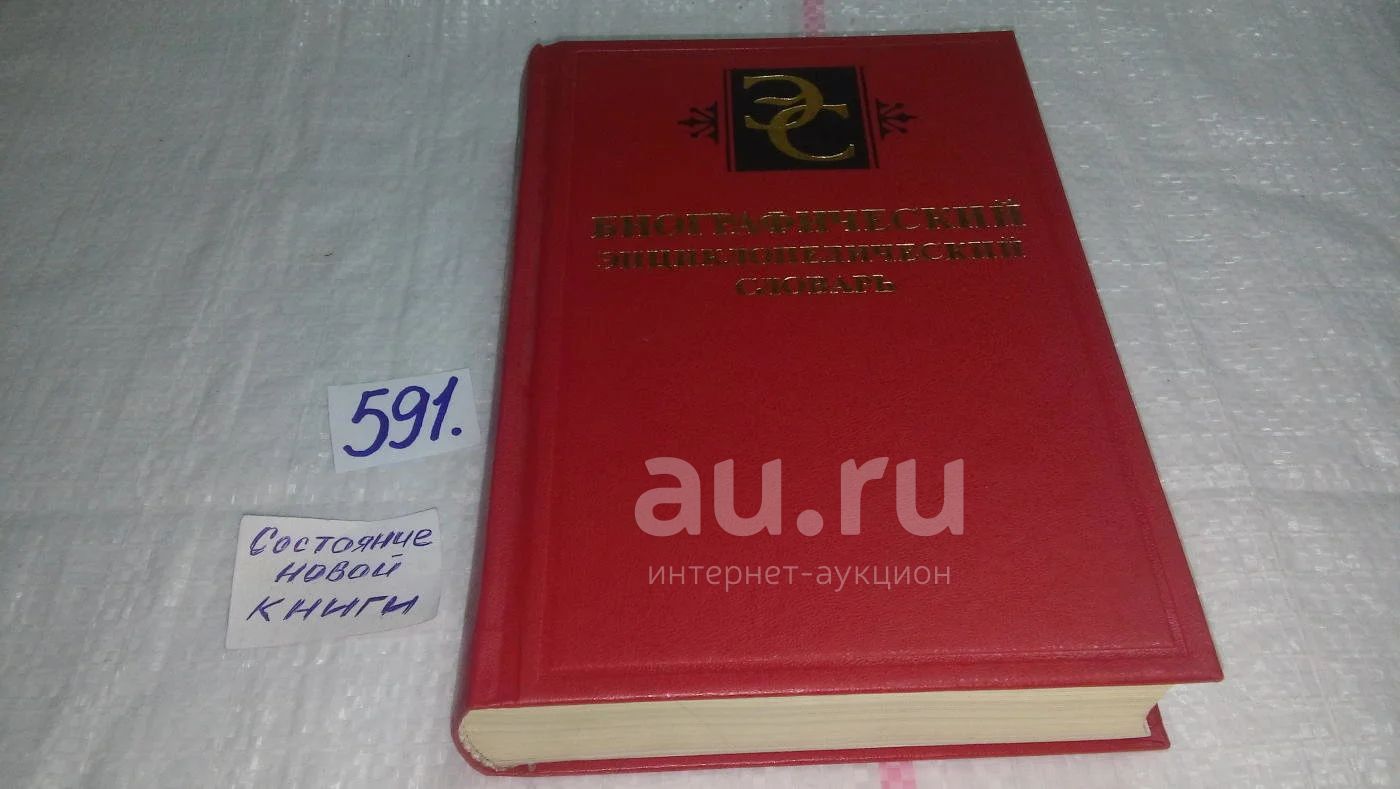 ЭС
БИОГРАФИЧЕСКИЙ
ЭНЦИКЛОПЕДИЧЕСКИЙ
СЛОВАРЬ
591.
Состояние
новой
книги
au.ru
интернет-аукцион